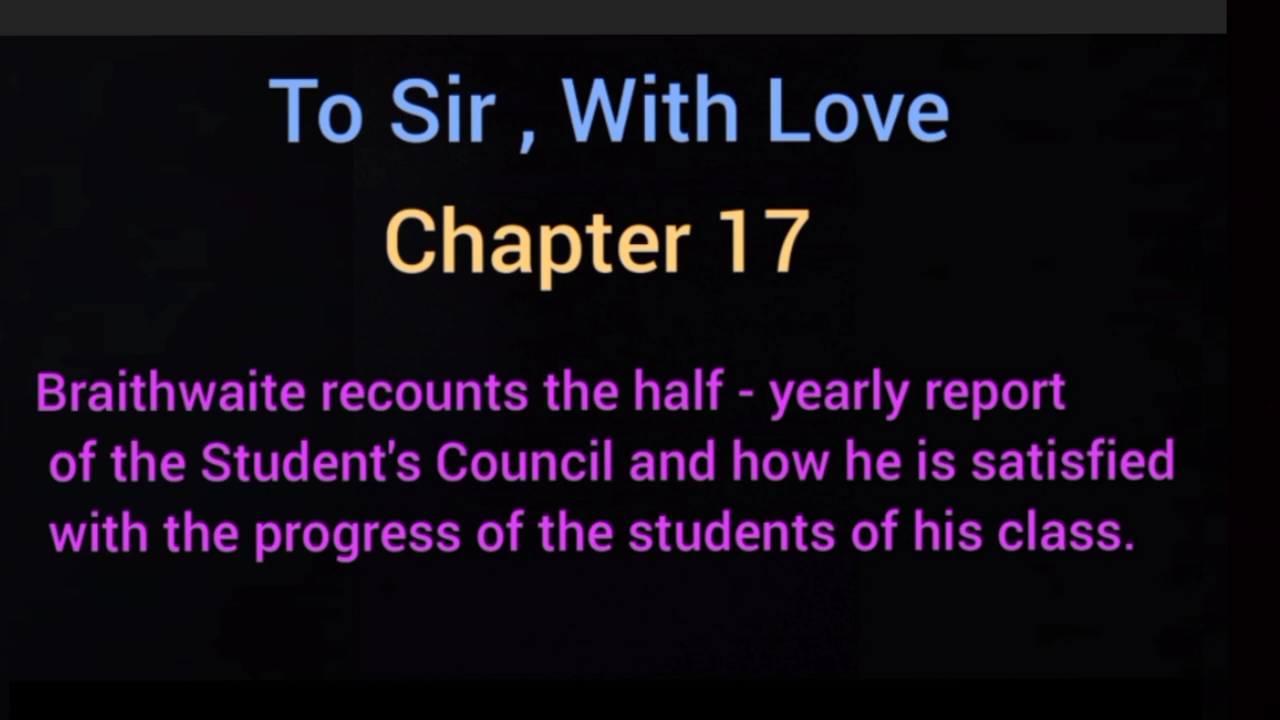 To Sir , With Love
Chapter 17
Braithwaite recounts the half - yearly report
of the Student's Council and how he is satisfied
with the progress of the students of his class.